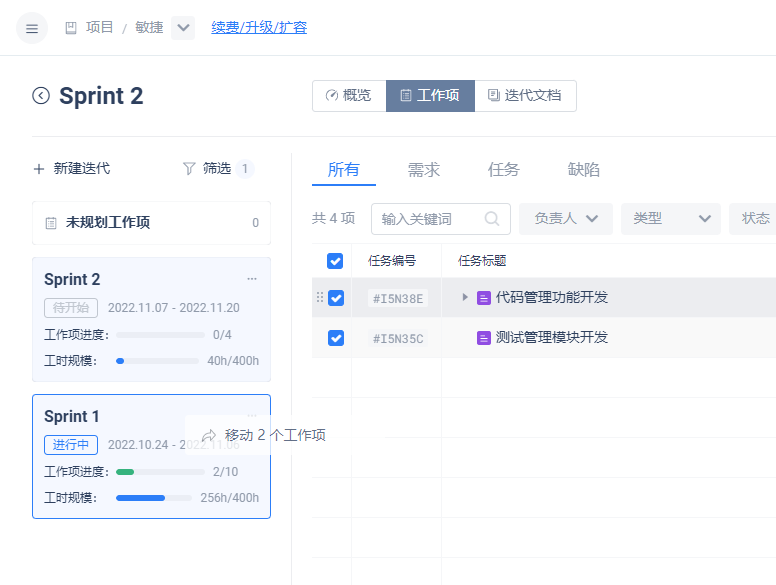 项目 / 敏捷 续费/升级/扩容
Sprint 2
概览 工作项 迭代文档
新建迭代 筛选 1
所有 需求 任务 缺陷
未规划工作项 0
共 4 项 输入关键词 负责人 类型 状态
任务编号 任务标题
#I5N38E 代码管理功能开发
#I5N35C 测试管理模块开发
Sprint 2 ···
待开始 2022.11.07 - 2022.11.20
工作项进度: 0/4
工时规模: 40h/400h
Sprint 1
进行中 2022.10.24 - 2022.11.06
工作项进度: 2/10
工时规模: 256h/400h
移动 2 个工作项